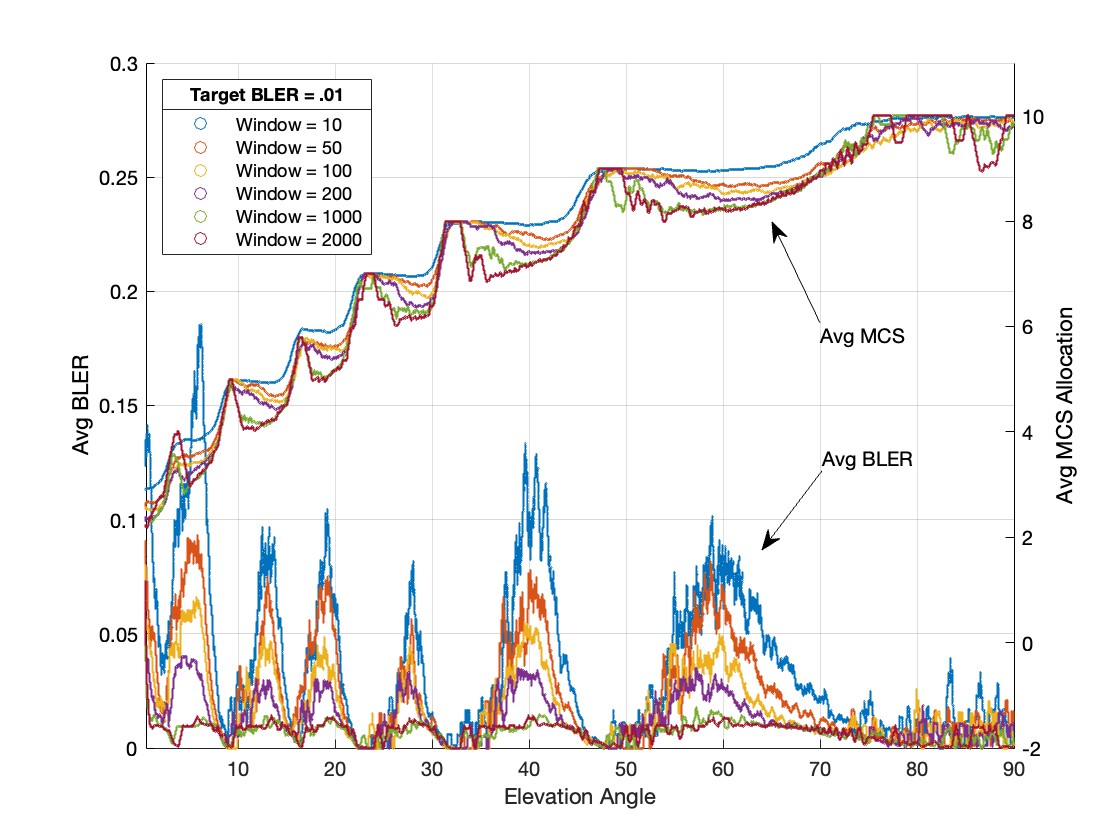 0.3
0.25
0.2
0.15
0.1
0.05
0
Avg BLER
Target BLER = .01
Window = 10
Window = 50
Window = 100
Window = 200
Window = 1000
Window = 2000
Avg MCS
Avg BLER
10
8
6
4
2
0
-2
Avg MCS Allocation
10 20 30 40 50 60 70 80 90
Elevation Angle